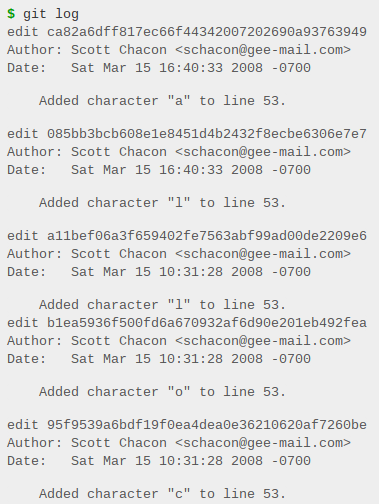 $ git log
edit ca82a6dff817ec66f44342007202690a93763949
Author: Scott Chacon <schacon@gee-mail.com>
Date:   Sat Mar 15 16:40:33 2008 -0700
Added character "a" to line 53.
edit 085bb3bcb608e1e8451d4b2432f8ecbe6306e7e7
Author: Scott Chacon <schacon@gee-mail.com>
Date:   Sat Mar 15 16:40:33 2008 -0700
Added character "l" to line 53.
edit a11bef06a3f659402fe7563abf99ad00de2209e6
Author: Scott Chacon <schacon@gee-mail.com>
Date:   Sat Mar 15 10:31:28 2008 -0700
Added character "l" to line 53.
edit b1ea5936f500fd6a670932af6d90e201eb492fea
Author: Scott Chacon <schacon@gee-mail.com>
Date:   Sat Mar 15 10:31:28 2008 -0700
Added character "o" to line 53.
edit 95f9539a6bdf19f0ea4dea0e36210620af7260be
Author: Scott Chacon <schacon@gee-mail.com>
Date:   Sat Mar 15 10:31:28 2008 -0700
Added character "c" to line 53.